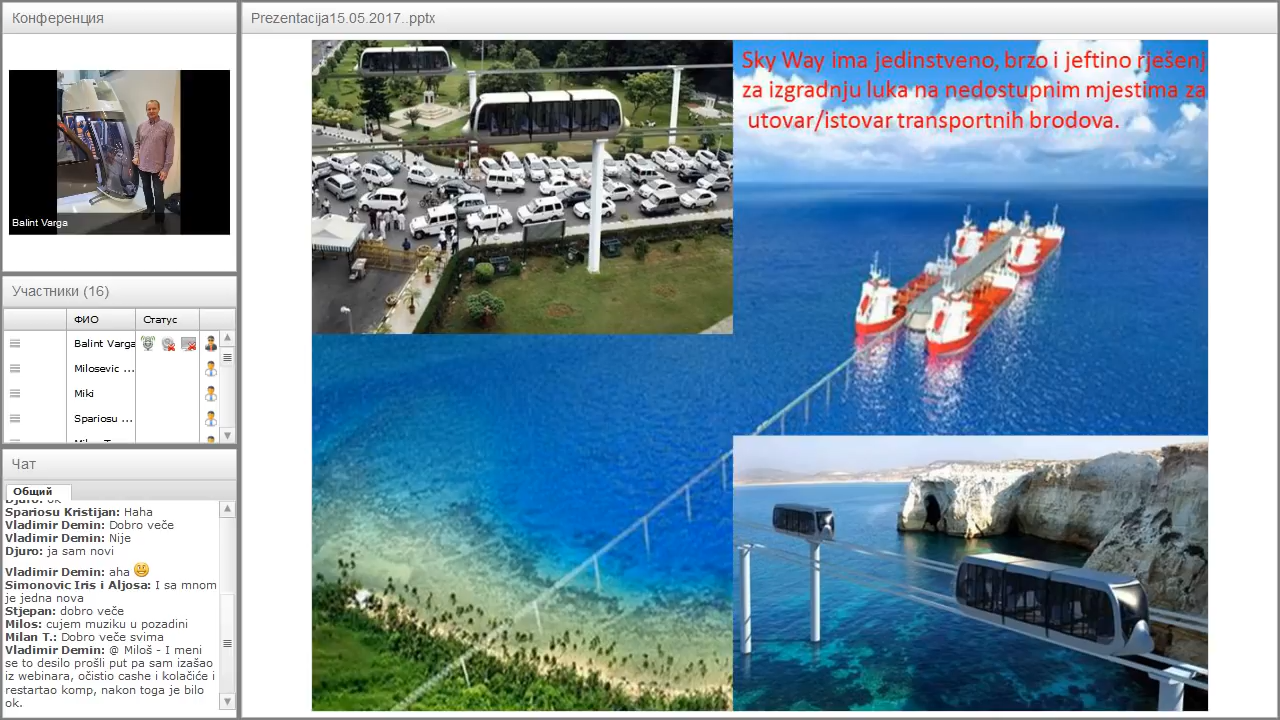 Конференция
Balint Varga
Участники (16)
ФИО
Статус
Balint Varga
Milosevic ...
Miki
Spariosu ...
Чат
Общий
Djuro: ok
Spariosu Kristijan: Haha
Vladimir Demin: Dobro veče
Vladimir Demin: Nije
Djuro: ja sam novi
Vladimir Demin: aha
Simonovic Iris i Aljosa: I sa mnom
je jedna nova
Stjepan: dobro veče
Milos: cujem muziku u pozadini
Milan T.: Dobro veče svima
Vladimir Demin: @ Miloš - I meni
se to desilo prošli put pa sam izašao
iz webinara, očistio cashe i kolačiće i
restartao komp, nakon toga je bilo
ok.
Prezentacija15.05.2017..pptx
Sky Way ima jedinstveno, brzo i jeftino rješenj
za izgradnju luka na nedostupnim mjestima za
utovar/istovar transportnih brodova.